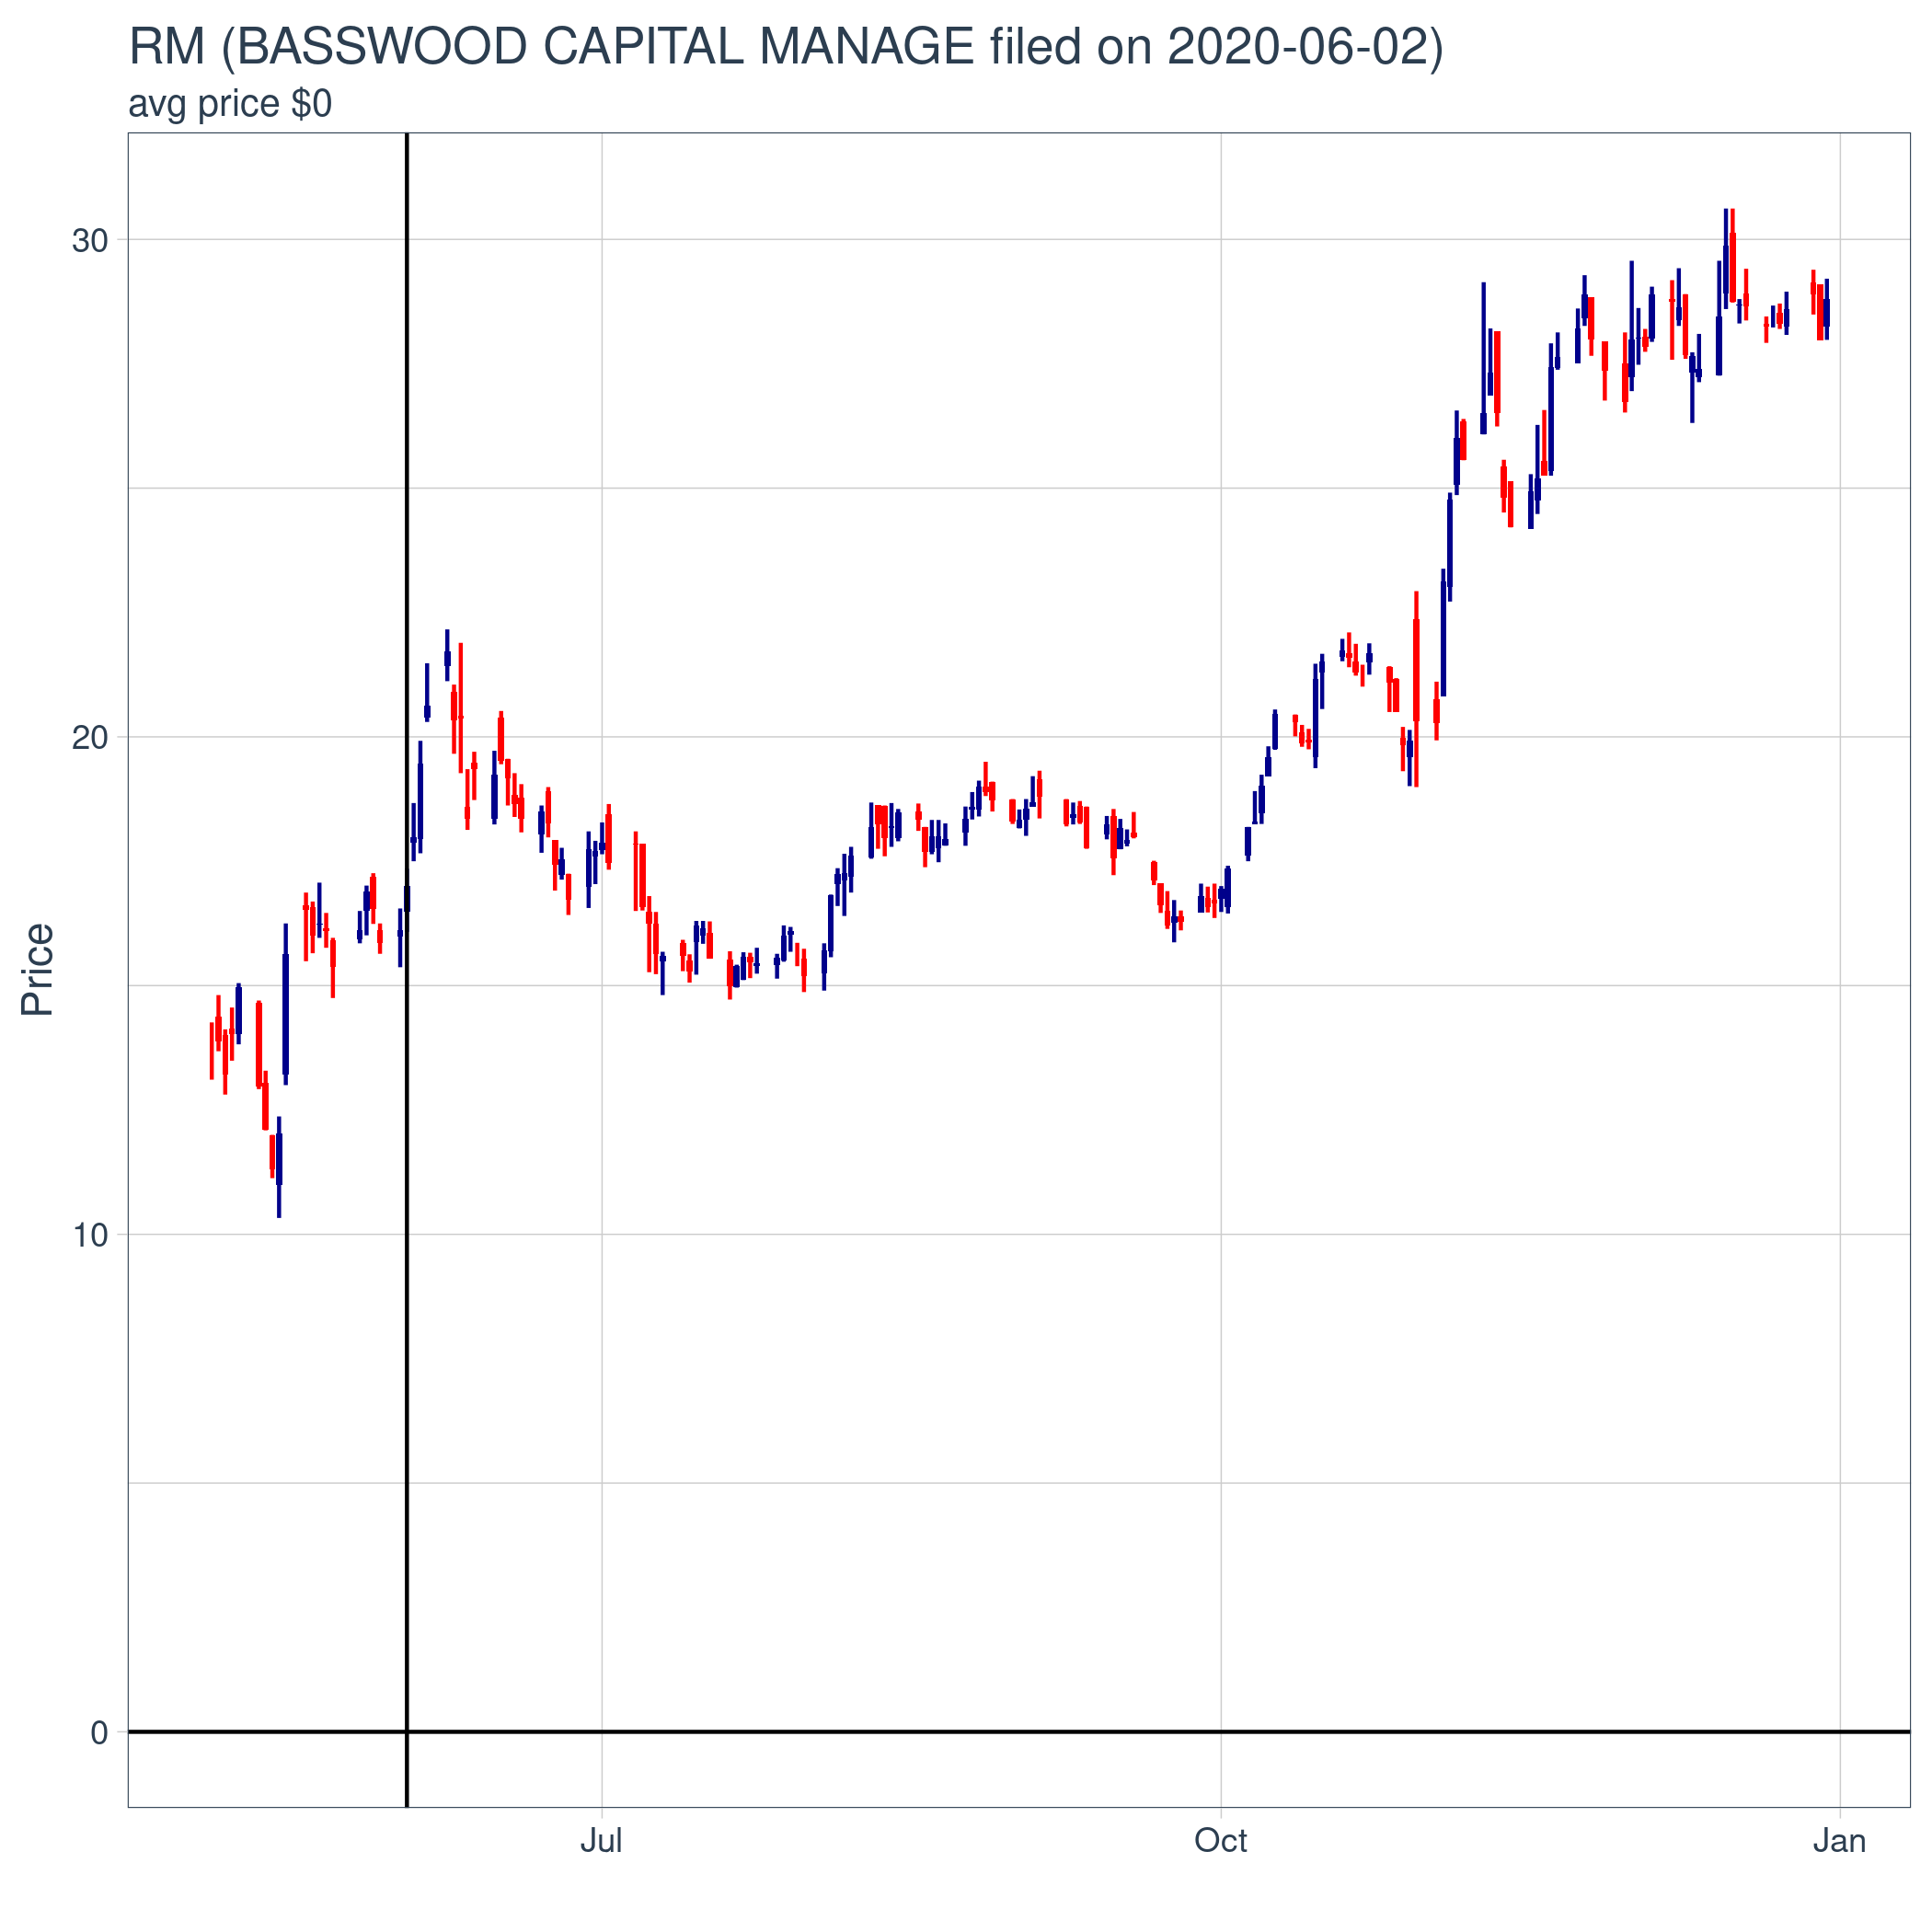 RM (BASSWOOD CAPITAL MANAGE filed on 2020-06-02)
avg price $0
30
20
10
0
Price
Jul Oct Jan